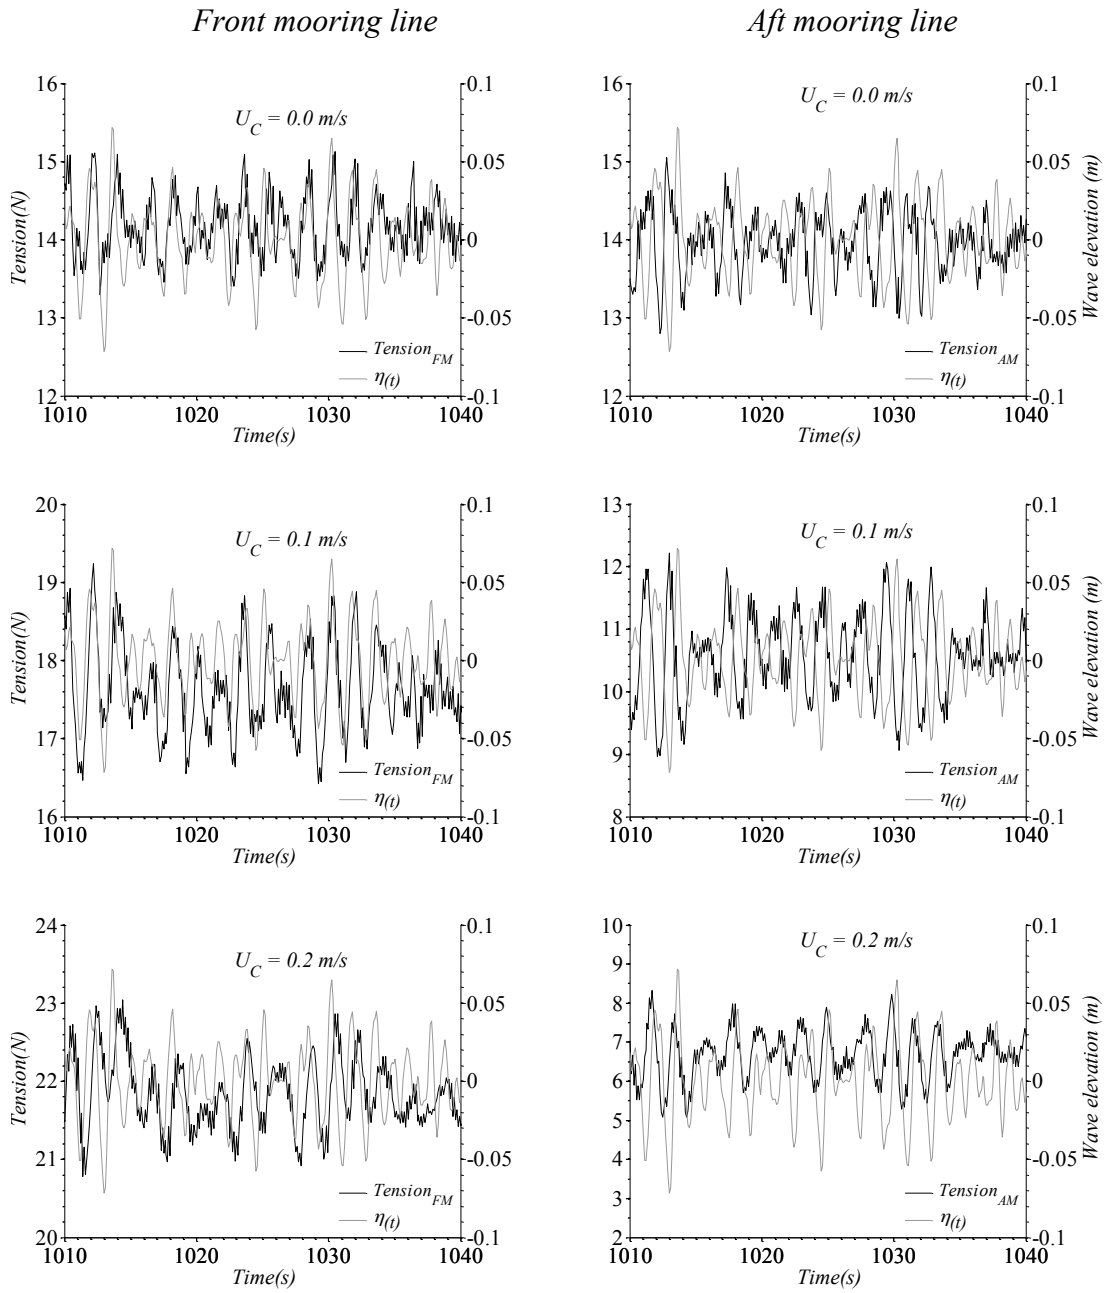 Front mooring line
Aft mooring line
16
15
14
13
12
Tension(N)
0.1
0.05
0
-0.05
-0.1
U_C = 0.0 m/s
Tension_FM
η(t)
1010 1020 1030 1040
Time(s)
16
15
14
13
12
0.1
0.05
0
-0.05
-0.1
Wave elevation (m)
U_C = 0.0 m/s
Tension_AM
η(t)
1010 1020 1030 1040
Time(s)
20
19
18
17
16
Tension(N)
0.1
0.05
0
-0.05
-0.1
U_C = 0.1 m/s
Tension_FM
η(t)
1010 1020 1030 1040
Time(s)
13
12
11
10
9
8
0.1
0.05
0
-0.05
-0.1
Wave elevation (m)
U_C = 0.1 m/s
Tension_AM
η(t)
1010 1020 1030 1040
Time(s)
24
23
22
21
20
Tension(N)
0.1
0.05
0
-0.05
-0.1
U_C = 0.2 m/s
Tension_FM
η(t)
1010 1020 1030 1040
Time(s)
10
9
8
7
6
5
4
3
2
0.1
0.05
0
-0.05
-0.1
Wave elevation (m)
U_C = 0.2 m/s
Tension_AM
η(t)
1010 1020 1030 1040
Time(s)